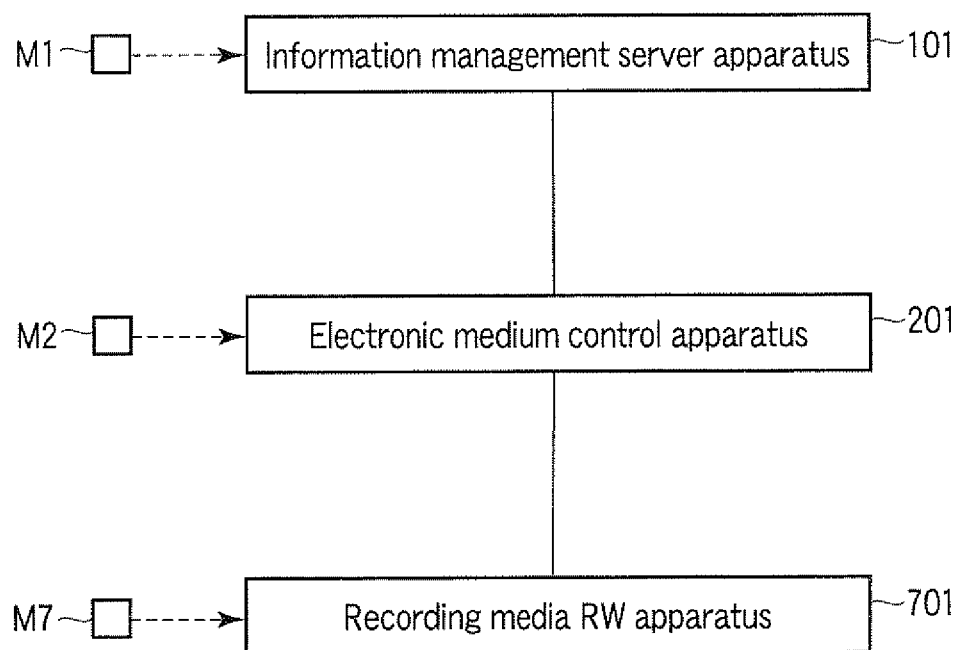 M1 Information management server apparatus 101
M2 Electronic medium control apparatus 201
M7 Recording media RW apparatus 701